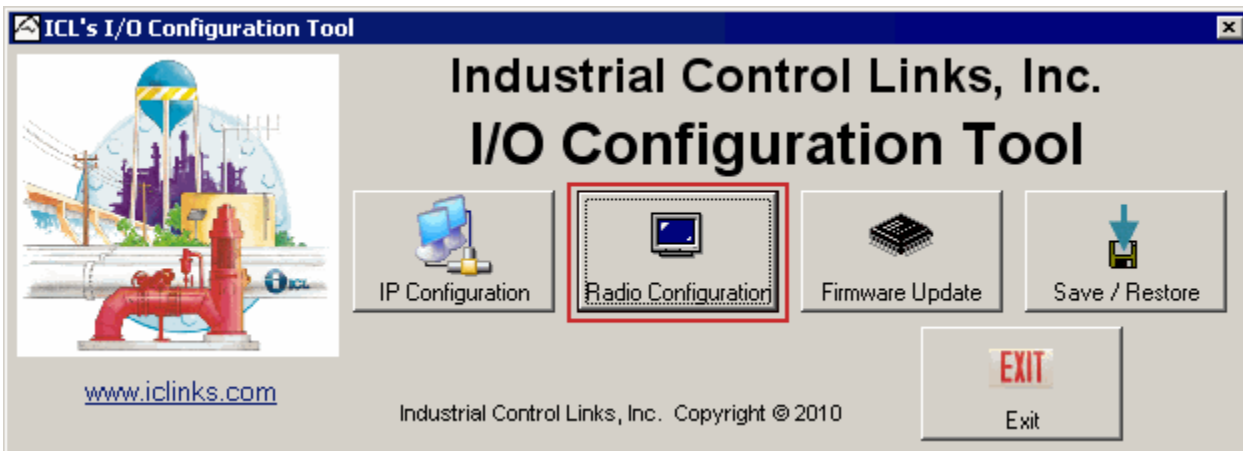 ICL's I/O Configuration Tool
Industrial Control Links, Inc.
I/O Configuration Tool
IP Configuration
Radio Configuration
Firmware Update
Save / Restore
ICL
www.iclinks.com
Industrial Control Links, Inc. Copyright © 2010
EXIT
Exit